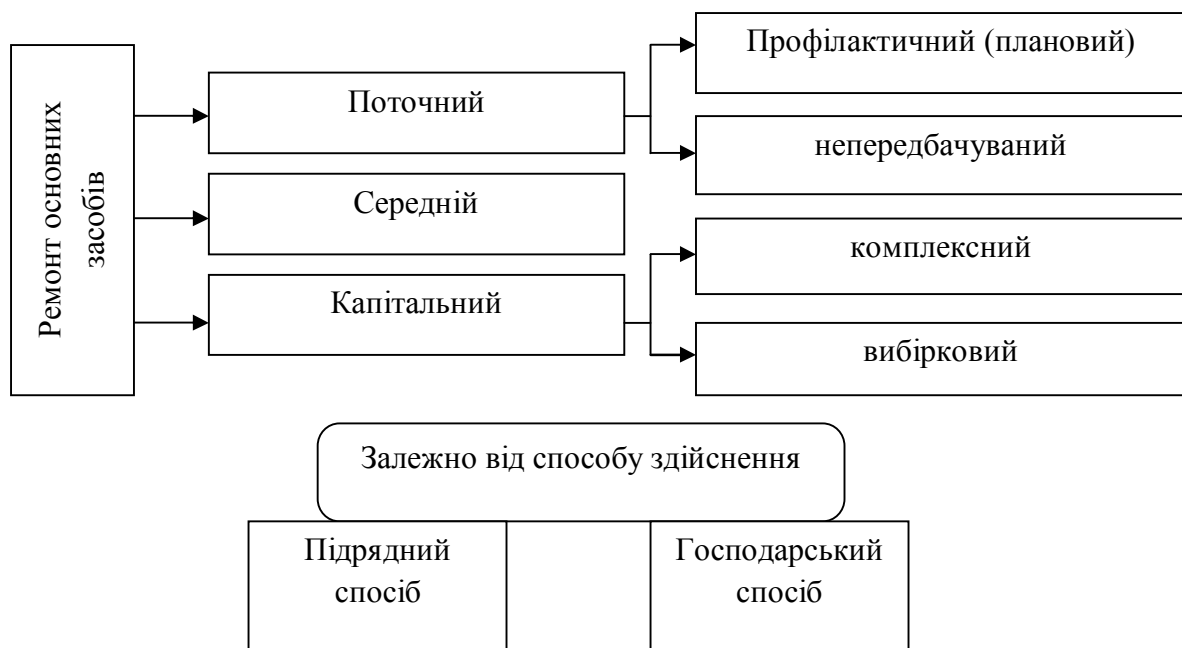 Ремонт основних
засобів
Поточний
Середній
Капітальний
Профілактичний (плановий)
непередбачуваний
комплексний
вибірковий
Залежно від способу здійснення
Підрядний
спосіб
Господарський
спосіб